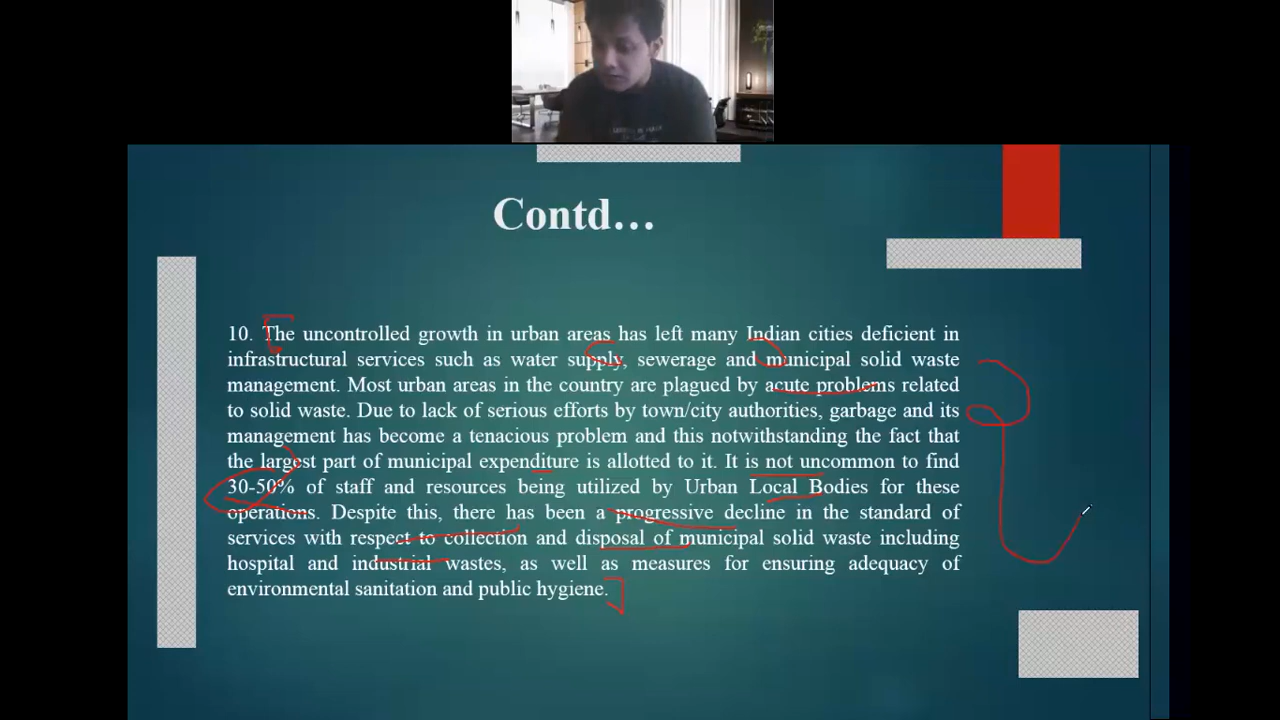 Contd…
10. The uncontrolled growth in urban areas has left many Indian cities deficient in
infrastructural services such as water supply, sewerage and municipal solid waste
management. Most urban areas in the country are plagued by acute problems related
to solid waste. Due to lack of serious efforts by town/city authorities, garbage and its
management has become a tenacious problem and this notwithstanding the fact that
the largest part of municipal expenditure is allotted to it. It is not uncommon to find
30-50% of staff and resources being utilized by Urban Local Bodies for these
operations. Despite this, there has been a progressive decline in the standard of
services with respect to collection and disposal of municipal solid waste including
hospital and industrial wastes, as well as measures for ensuring adequacy of
environmental sanitation and public hygiene.